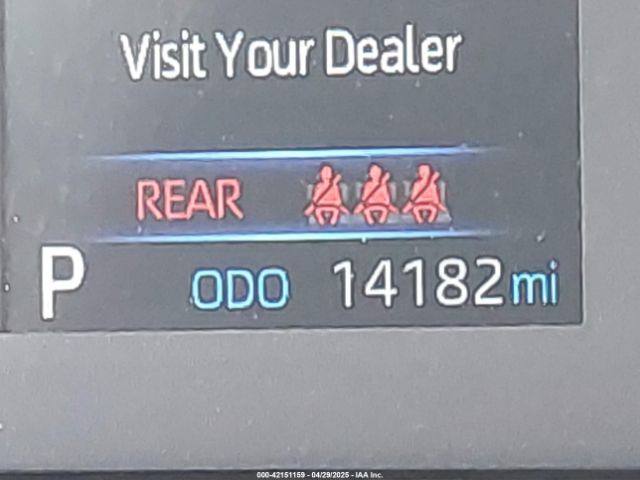 Visit Your Dealer
REAR
P ODO 14182 mi
000-42151159 - 04/29/2025 - IAA Inc.